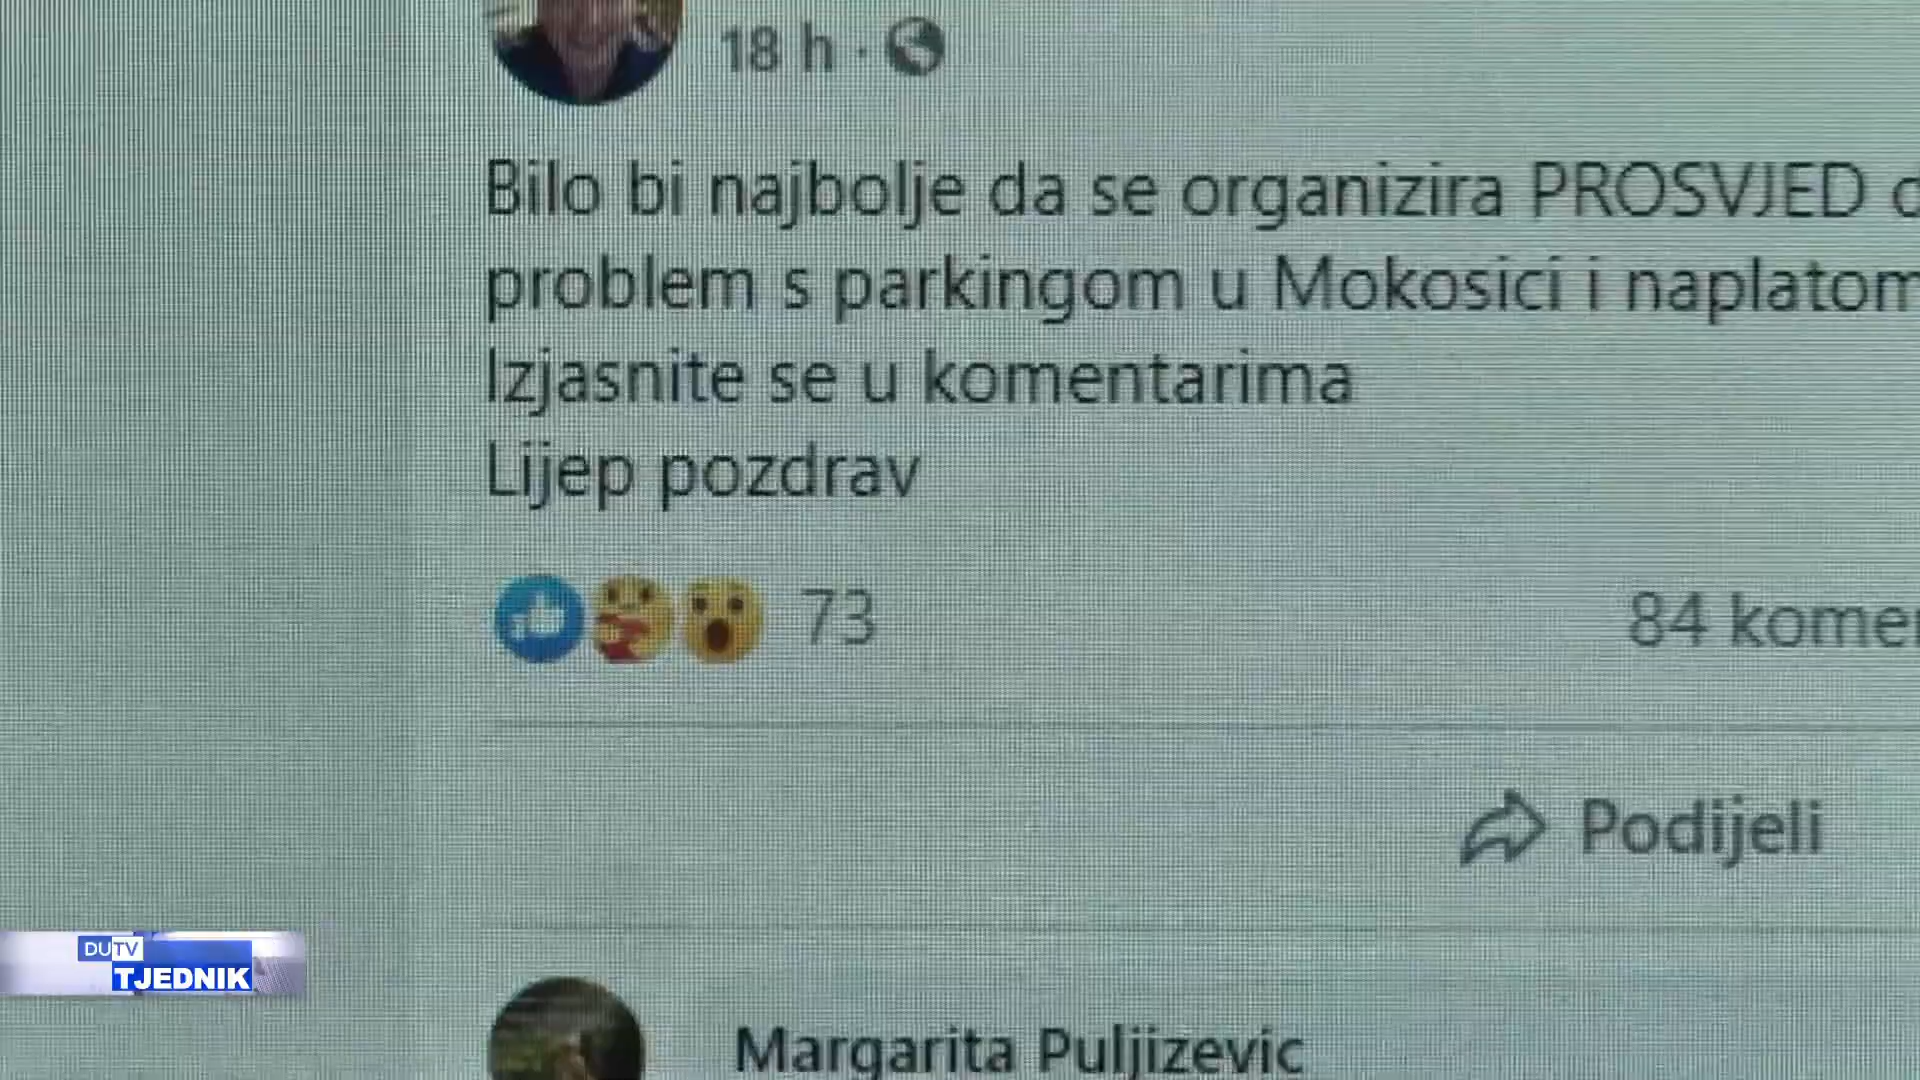 18 h ·
Bilo bi najbolje da se organizira PROSVJED
problem s parkingom u Mokosici i naplatom
Izjasnite se u komentarima
Lijep pozdrav
73
84 komen
Podijeli
DUTV
TJEDNIK
Margarita Puljizevic